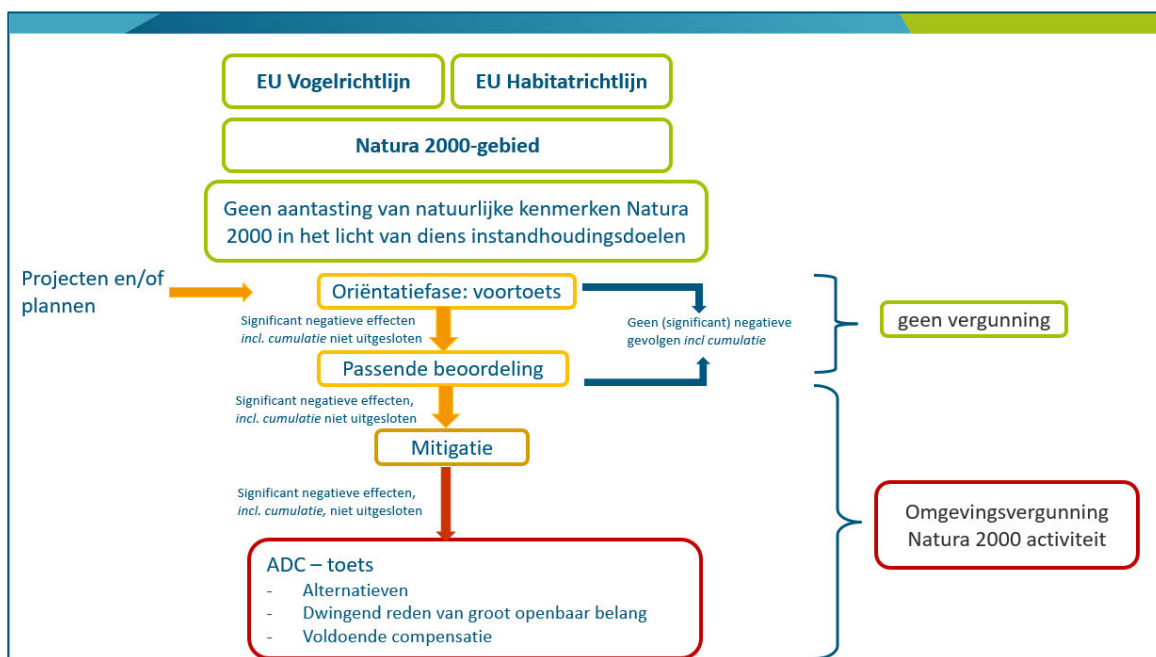 EU Vogelrichtlijn
EU Habitatrichtlijn
Natura 2000-gebied
Geen aantasting van natuurlijke kenmerken Natura
2000 in het licht van diens instandhoudingsdoelen
Projecten en/of
plannen
Oriëntatiefase: voortoets
Significant negatieve effecten
incl. cumulatie niet uitgesloten
Geen (significant) negatieve
gevolgen incl cumulatie
geen vergunning
Passende beoordeling
Significant negatieve effecten,
incl. cumulatie niet uitgesloten
Mitigatie
Significant negatieve effecten,
incl. cumulatie, niet uitgesloten
Omgevingsvergunning
Natura 2000 activiteit
ADC – toets
- Alternatieven
- Dwingend reden van groot openbaar belang
- Voldoende compensatie